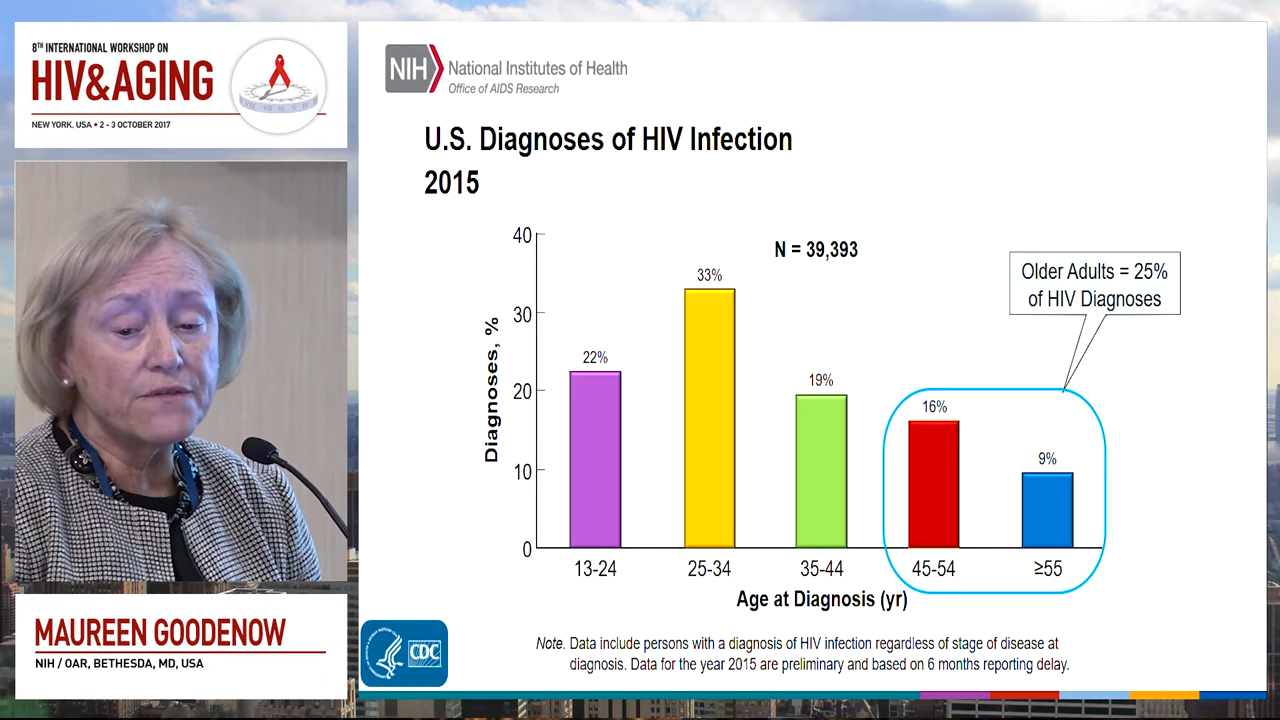 8TH INTERNATIONAL WORKSHOP ON
HIV&AGING
NEW YORK, USA • 2 - 3 OCTOBER 2017
MAUREEN GOODENOW
NIH / OAR, BETHESDA, MD, USA
NIH National Institutes of Health
Office of AIDS Research
U.S. Diagnoses of HIV Infection
2015
N = 39,393
Older Adults = 25%
of HIV Diagnoses
Diagnoses, %
40
30
20
10
0
22%
33%
19%
16%
9%
13-24 25-34 35-44 45-54 ≥55
Age at Diagnosis (yr)
CDC
Note. Data include persons with a diagnosis of HIV infection regardless of stage of disease at
diagnosis. Data for the year 2015 are preliminary and based on 6 months reporting delay.